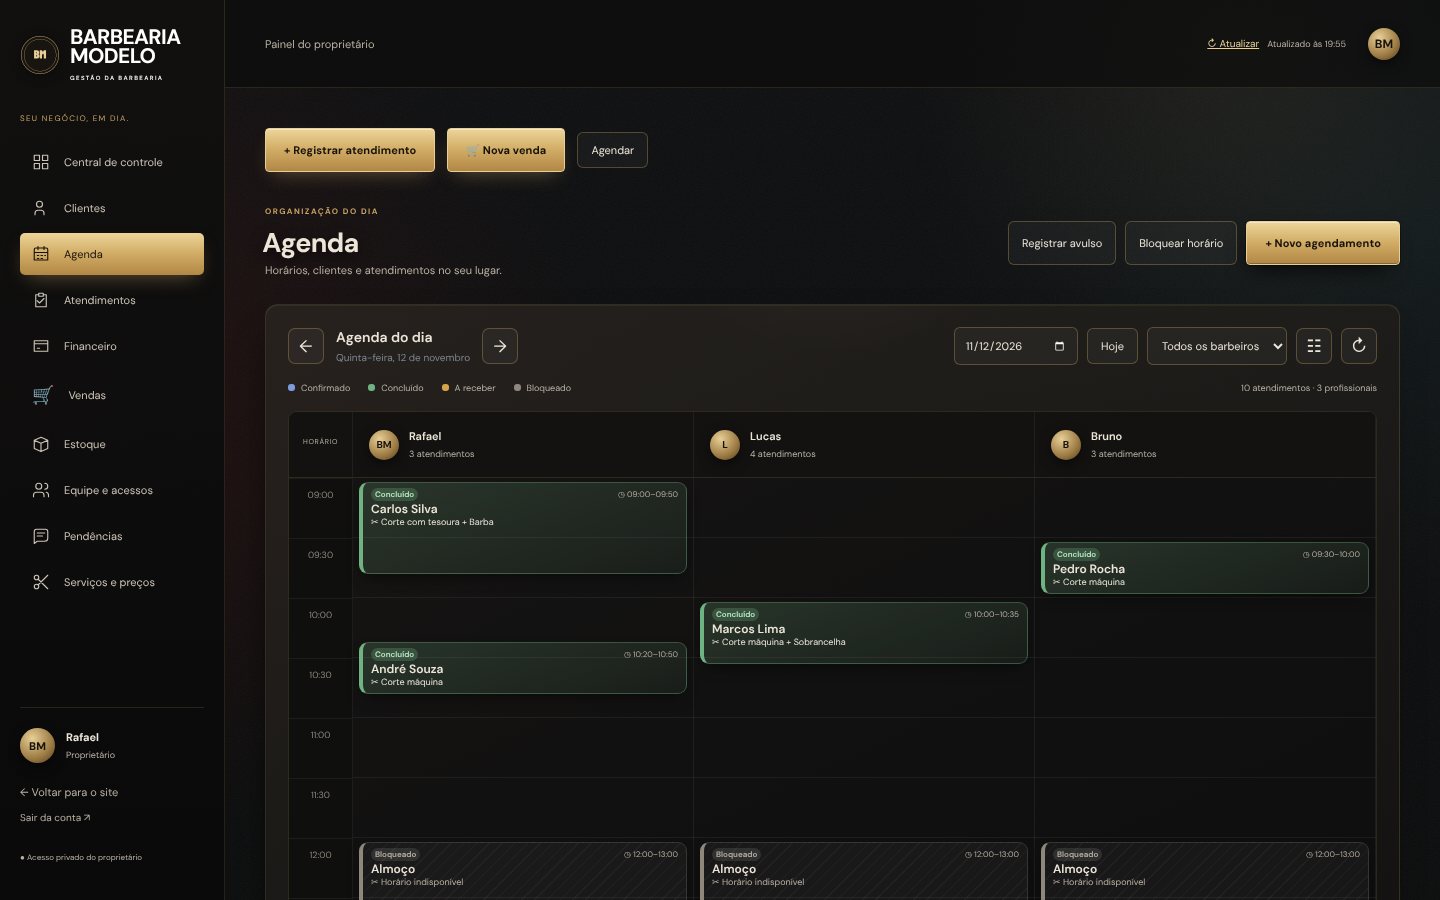 BM
BARBEARIA
MODELO
GESTÃO DA BARBEARIA
SEU NEGÓCIO, EM DIA.
Central de controle
Clientes
Agenda
Atendimentos
Financeiro
Vendas
Estoque
Equipe e acessos
Pendências
Serviços e preços
BM
Rafael
Proprietário
← Voltar para o site
Sair da conta ↗
● Acesso privado do proprietário
Painel do proprietário
↻ Atualizar
Atualizado às 19:55
BM
+ Registrar atendimento
🛒 Nova venda
Agendar
ORGANIZAÇÃO DO DIA
Agenda
Horários, clientes e atendimentos no seu lugar.
Registrar avulso
Bloquear horário
+ Novo agendamento
Agenda do dia
Quinta-feira, 12 de novembro
11/12/2026
Hoje
Todos os barbeiros
Confirmado
Concluído
A receber
Bloqueado
10 atendimentos · 3 profissionais
HORÁRIO
BM
Rafael
3 atendimentos
L
Lucas
4 atendimentos
B
Bruno
3 atendimentos
09:00
Concluído
◷ 09:00–09:50
Carlos Silva
✂ Corte com tesoura + Barba
09:30
Concluído
◷ 09:30–10:00
Pedro Rocha
✂ Corte máquina
10:00
Concluído
◷ 10:00–10:35
Marcos Lima
✂ Corte máquina + Sobrancelha
Concluído
◷ 10:20–10:50
André Souza
✂ Corte máquina
10:30
11:00
11:30
12:00
Bloqueado
◷ 12:00–13:00
Almoço
✂ Horário indisponível
Bloqueado
◷ 12:00–13:00
Almoço
✂ Horário indisponível
Bloqueado
◷ 12:00–13:00
Almoço
✂ Horário indisponível